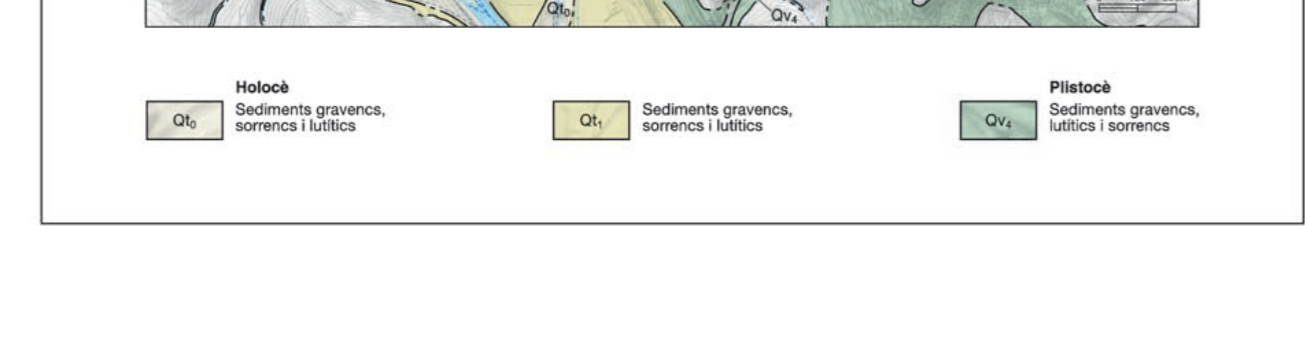 Qt₀
Qv₄
Holocè
Qt₀
Sediments gravencs,
sorrencs i lutítics
Qt₁
Sediments gravencs,
sorrencs i lutítics
Plistocè
Qv₄
Sediments gravencs,
lutítics i sorrencs